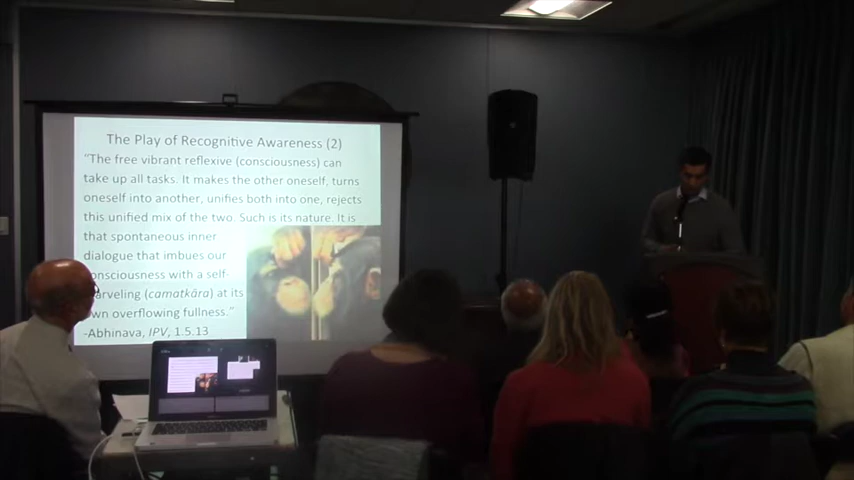 The Play of Recognitive Awareness (2)
“The free vibrant reflexive (consciousness) can
take up all tasks. It makes the other oneself, turns
oneself into another, unifies both into one, rejects
this unified mix of the two. Such is its nature. It is
that spontaneous inner
dialogue that imbues our
onsciousness with a self-
arveling (camatkāra) at its
wn overflowing fullness.”
-Abhinava, IPV, 1.5.13